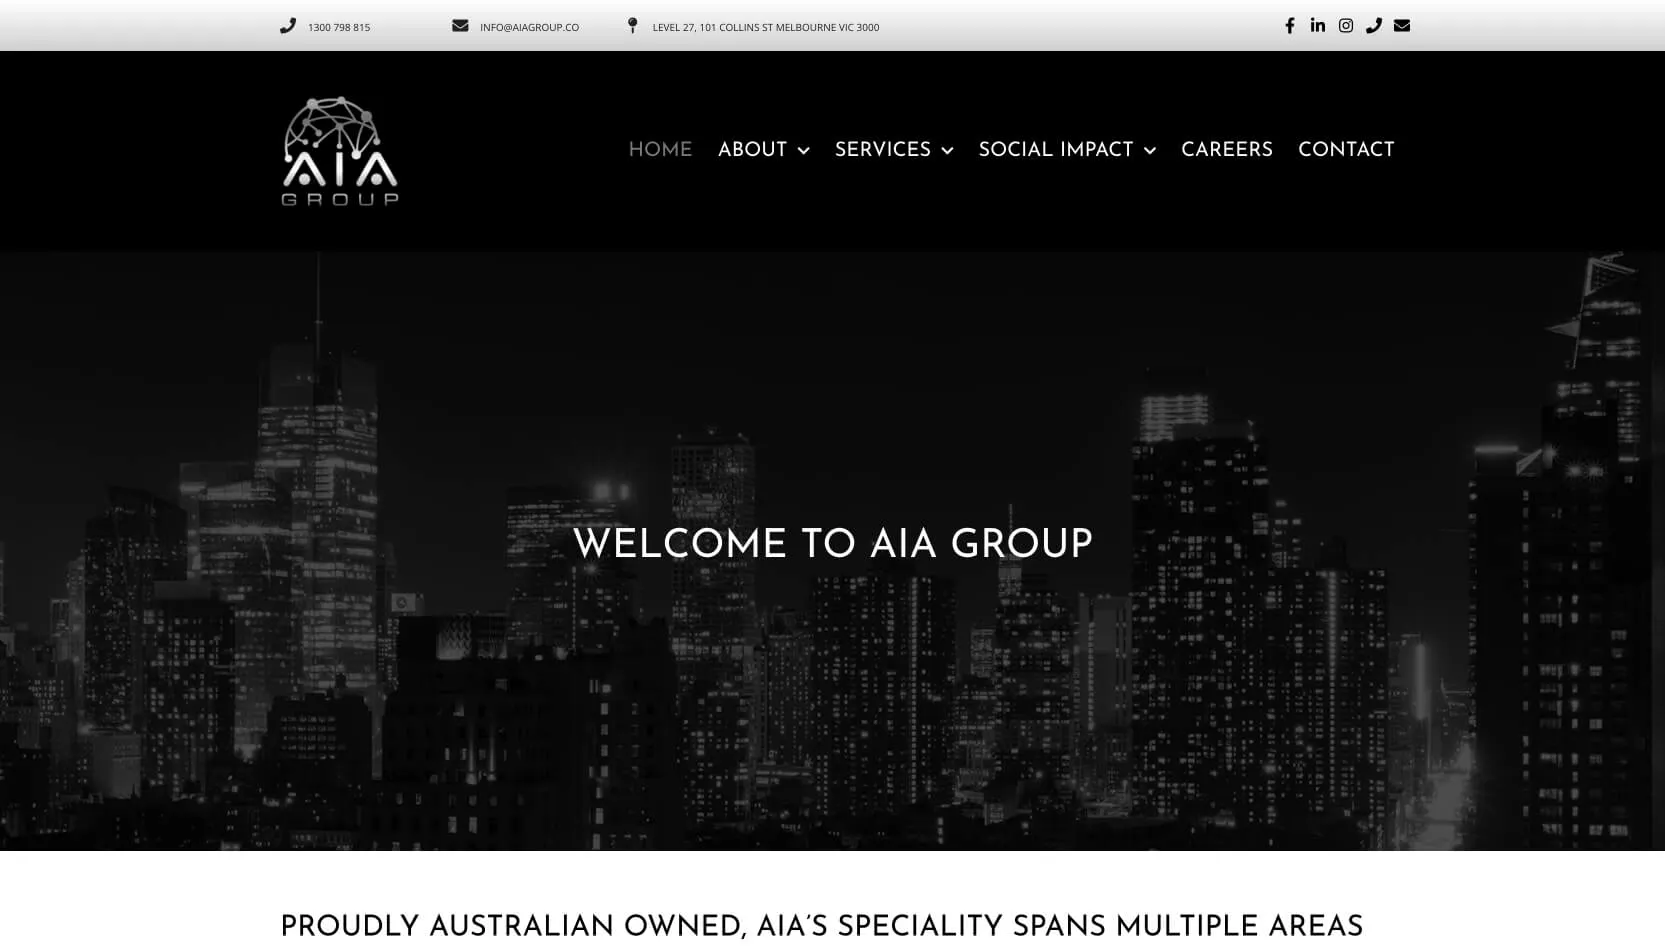 1300 798 815
INFO@AIAGROUP.CO
LEVEL 27, 101 COLLINS ST MELBOURNE VIC 3000
AIA
GROUP
HOME
ABOUT
SERVICES
SOCIAL IMPACT
CAREERS
CONTACT
WELCOME TO AIA GROUP
PROUDLY AUSTRALIAN OWNED, AIA’S SPECIALITY SPANS MULTIPLE AREAS